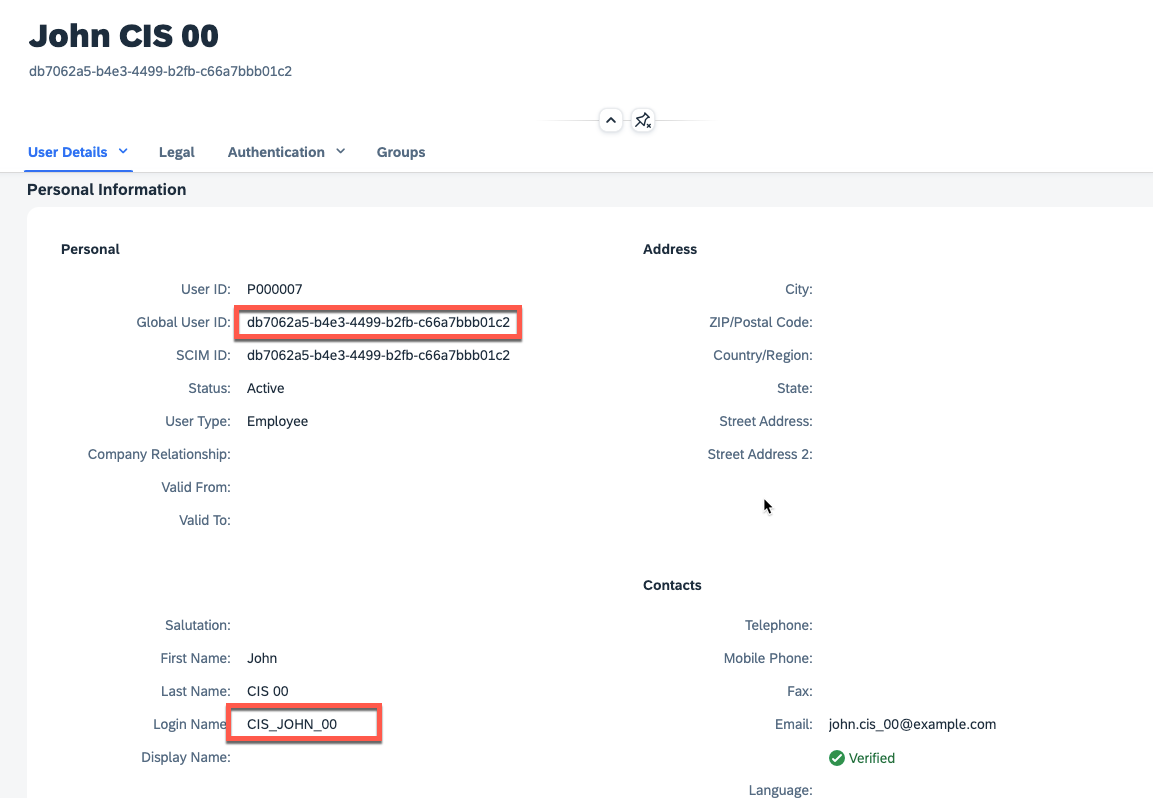 John CIS 00
db7062a5-b4e3-4499-b2fb-c66a7bbb01c2
User Details Legal Authentication Groups
Personal Information
Personal
User ID: P000007
Global User ID: db7062a5-b4e3-4499-b2fb-c66a7bbb01c2
SCIM ID: db7062a5-b4e3-4499-b2fb-c66a7bbb01c2
Status: Active
User Type: Employee
Company Relationship:
Valid From:
Valid To:
Salutation:
First Name: John
Last Name: CIS 00
Login Name CIS_JOHN_00
Display Name:
Address
City:
ZIP/Postal Code:
Country/Region:
State:
Street Address:
Street Address 2:
Contacts
Telephone:
Mobile Phone:
Fax:
Email: john.cis_00@example.com
Verified
Language: